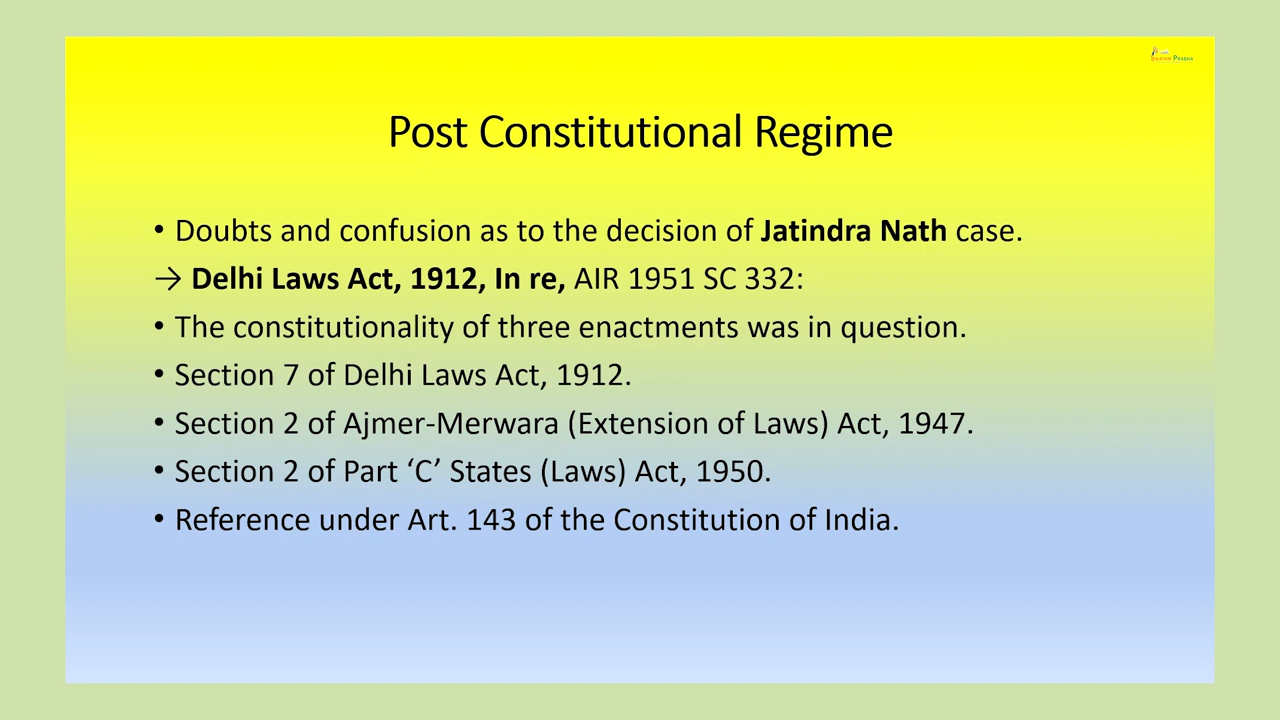 SWAYAM PRABHA
Post Constitutional Regime
• Doubts and confusion as to the decision of Jatindra Nath case.
→ Delhi Laws Act, 1912, In re, AIR 1951 SC 332:
• The constitutionality of three enactments was in question.
• Section 7 of Delhi Laws Act, 1912.
• Section 2 of Ajmer-Merwara (Extension of Laws) Act, 1947.
• Section 2 of Part ‘C’ States (Laws) Act, 1950.
• Reference under Art. 143 of the Constitution of India.